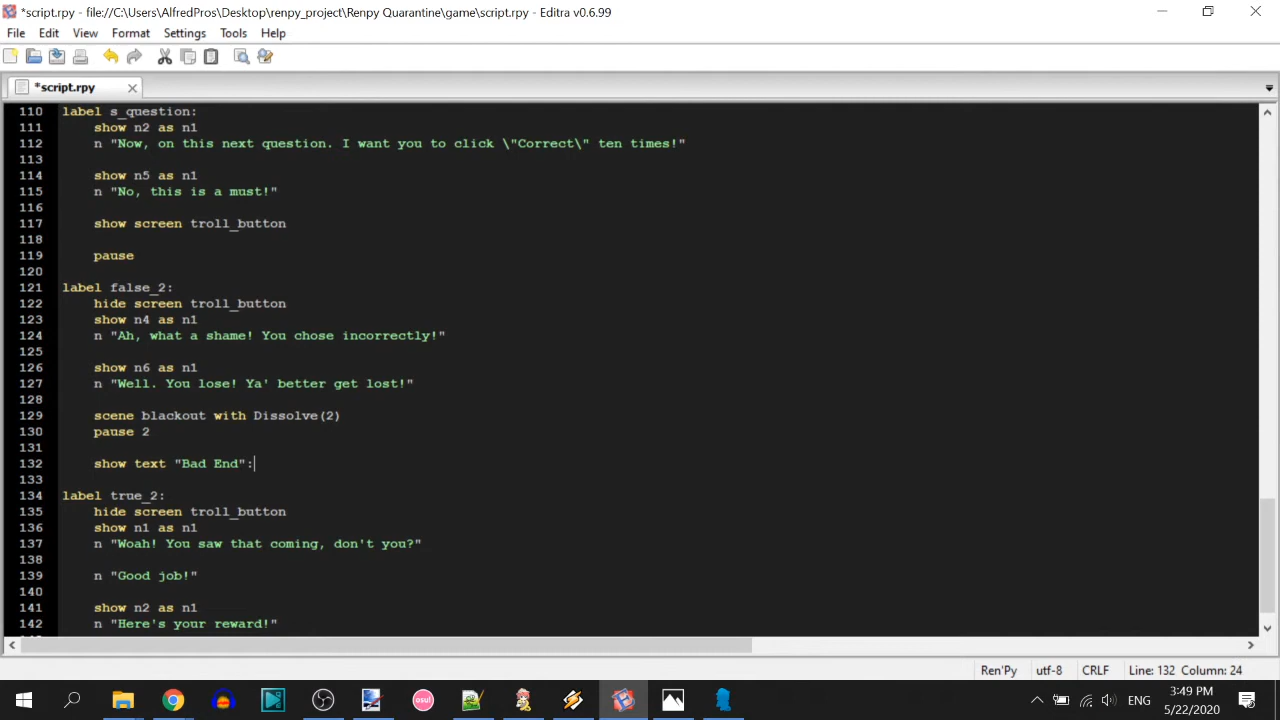 *script.rpy - file://C:\Users\AlfredPros\Desktop\renpy_project\Renpy Quarantine\game\script.rpy - Editra v0.6.99
File Edit View Format Settings Tools Help
*script.rpy
110 label s_question:
111 show n2 as n1
112 n "Now, on this next question. I want you to click \"Correct\" ten times!"
113
114 show n5 as n1
115 n "No, this is a must!"
116
117 show screen troll_button
118
119 pause
120
121 label false_2:
122 hide screen troll_button
123 show n4 as n1
124 n "Ah, what a shame! You chose incorrectly!"
125
126 show n6 as n1
127 n "Well. You lose! Ya' better get lost!"
128
129 scene blackout with Dissolve(2)
130 pause 2
131
132 show text "Bad End":
133
134 label true_2:
135 hide screen troll_button
136 show n1 as n1
137 n "Woah! You saw that coming, don't you?"
138
139 n "Good job!"
140
141 show n2 as n1
142 n "Here's your reward!"
Ren'Py utf-8 CRLF Line: 132 Column: 24
osu!
ENG
3:49 PM
5/22/2020